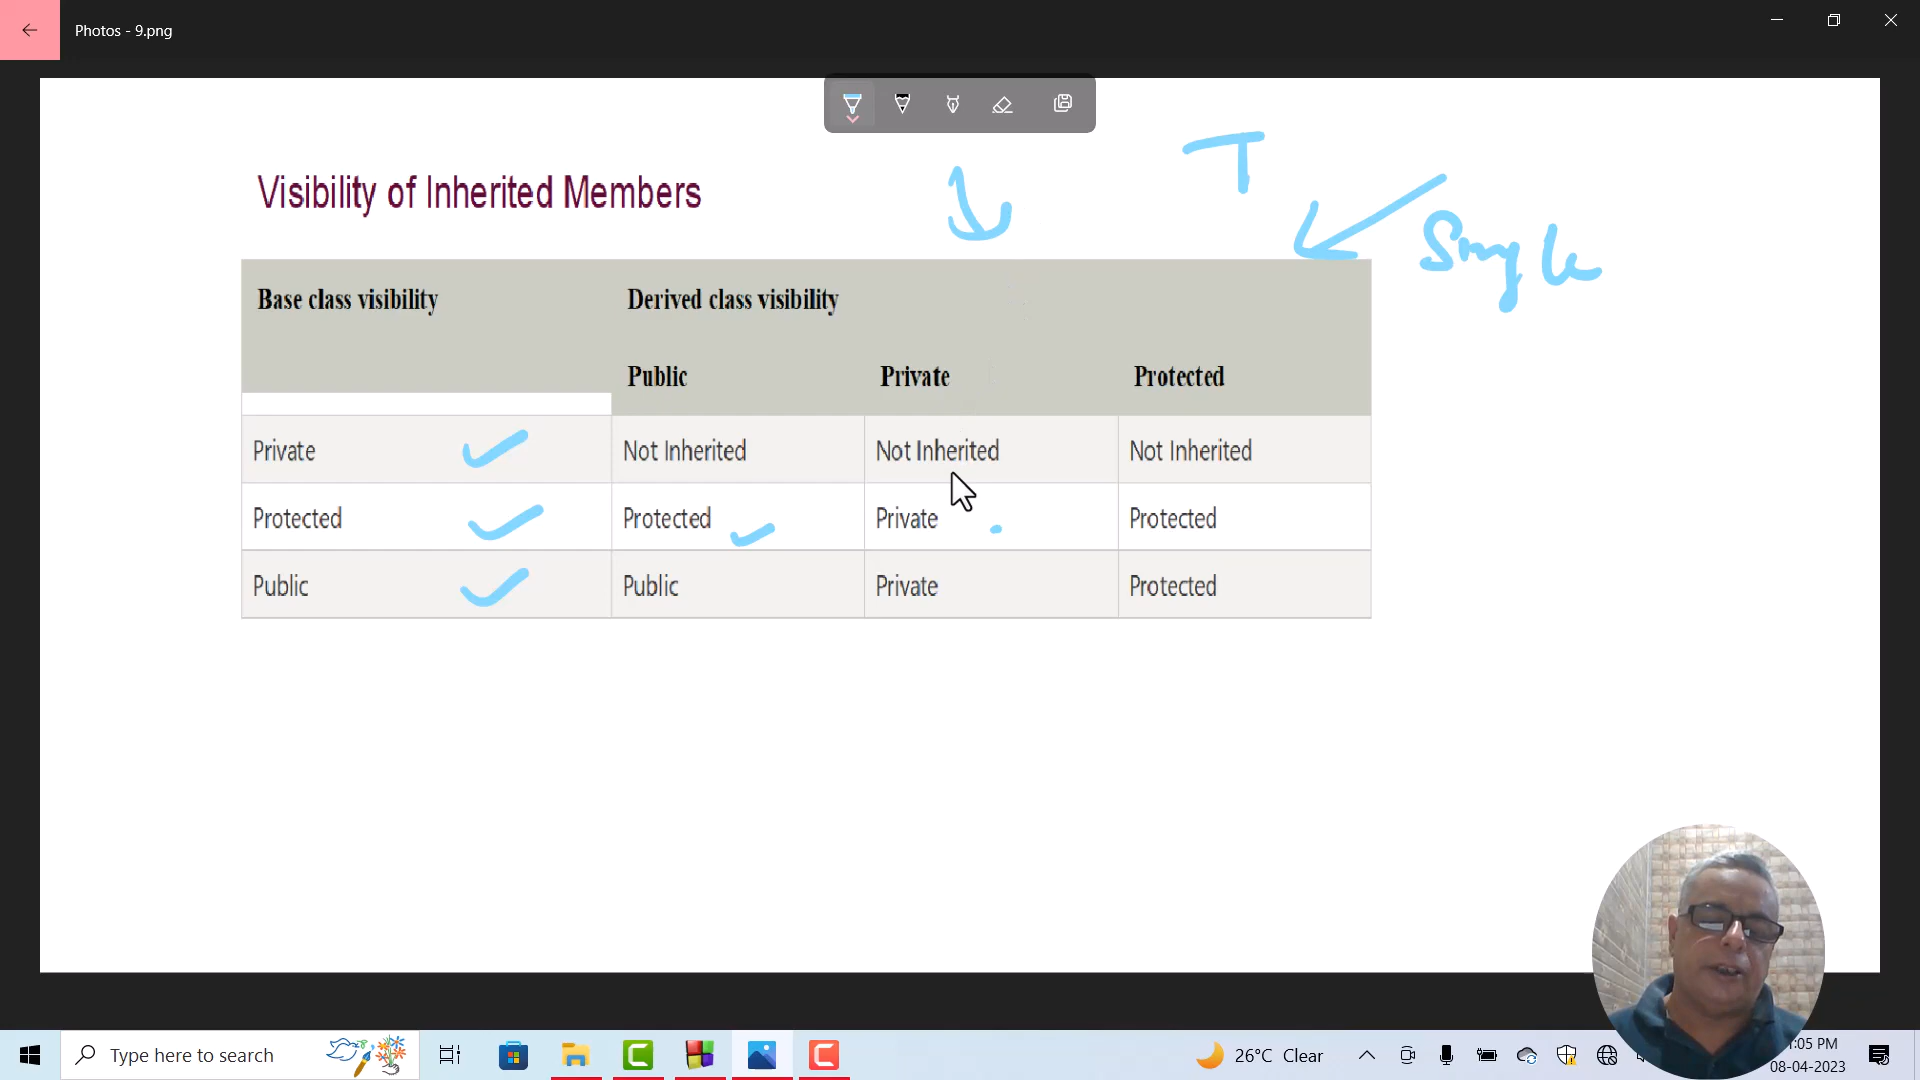 Photos - 9.png
T
Single
Visibility of Inherited Members
Base class visibility
Derived class visibility
Public
Private
Protected
Private
Not Inherited
Not Inherited
Not Inherited
Protected
Protected
Private
Protected
Public
Public
Private
Protected
Type here to search
26°C Clear
:05 PM
08-04-2023